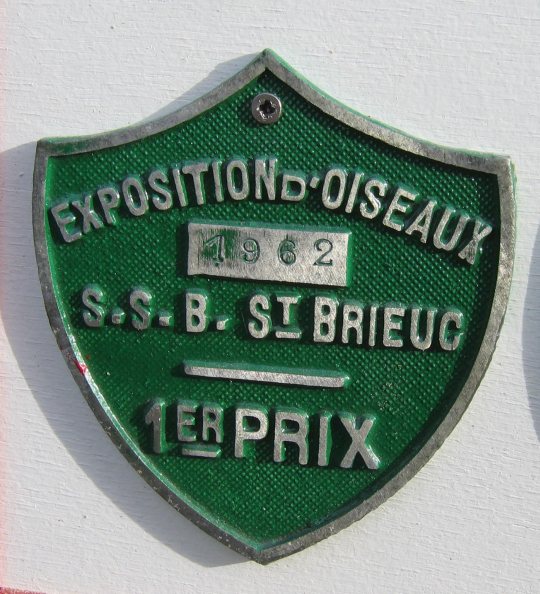 EXPOSITION D'OISEAUX
1962
S.S.B. ST BRIEUC
1ER PRIX